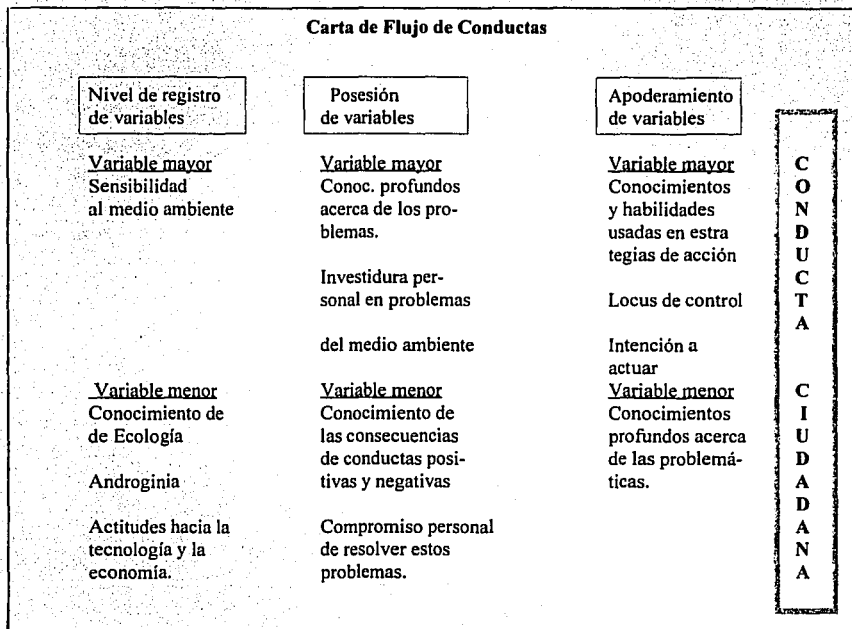 Carta de Flujo de Conductas
Nivel de registro
de variables
Variable mayor
Sensibilidad
al medio ambiente
Variable menor
Conocimiento de
de Ecología
Androginia
Actitudes hacia la
tecnología y la
economía.
Posesión
de variables
Variable mayor
Conoc. profundos
acerca de los pro-
blemas.
Investidura per-
sonal en problemas
del medio ambiente
Variable menor
Conocimiento de
las consecuencias
de conductas posi-
tivas y negativas
Compromiso personal
de resolver estos
problemas.
Apoderamiento
de variables
Variable mayor
Conocimientos
y habilidades
usadas en estra
tegias de acción
Locus de control
Intención a
actuar
Variable menor
Conocimientos
profundos acerca
de las problemá-
ticas.
CONDUCTA
CIUDADANA